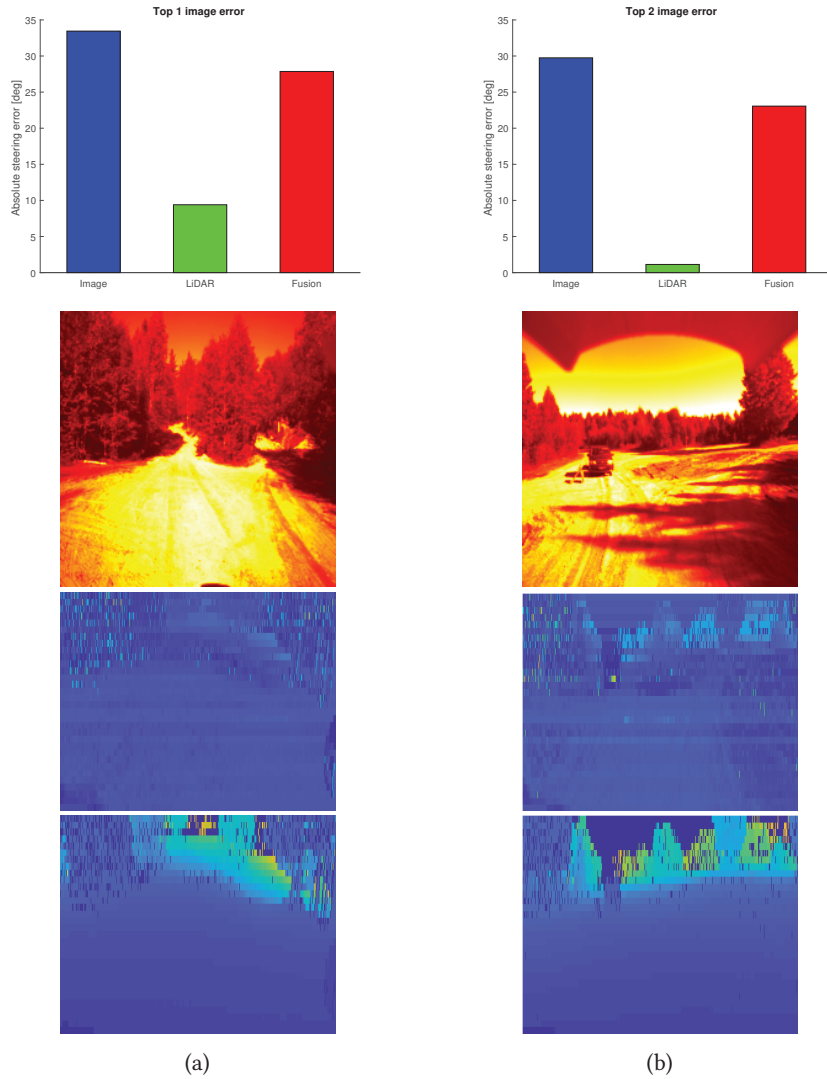 Top 1 image error
Absolute steering error [deg]
35
30
25
20
15
10
5
0
Image LiDAR Fusion
Top 2 image error
Absolute steering error [deg]
35
30
25
20
15
10
5
0
Image LiDAR Fusion
(a) (b)